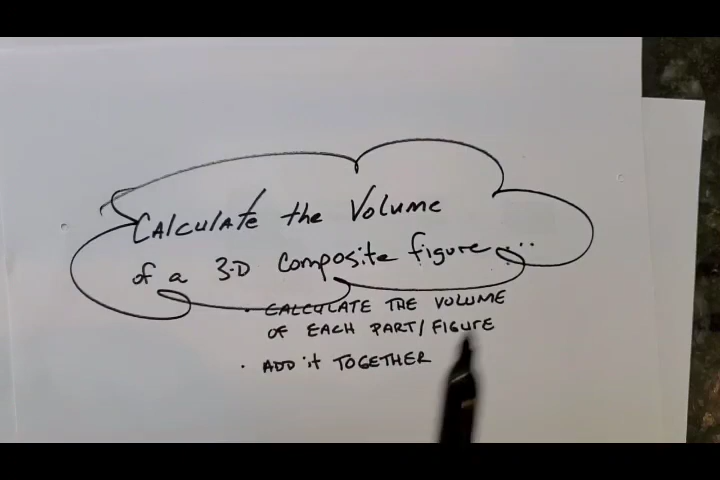 CALCULATE the VOLUME
of a 3-D composite figure ...
• CALCULATE THE VOLUME
OF EACH PART/FIGURE
• ADD it TOGETHER